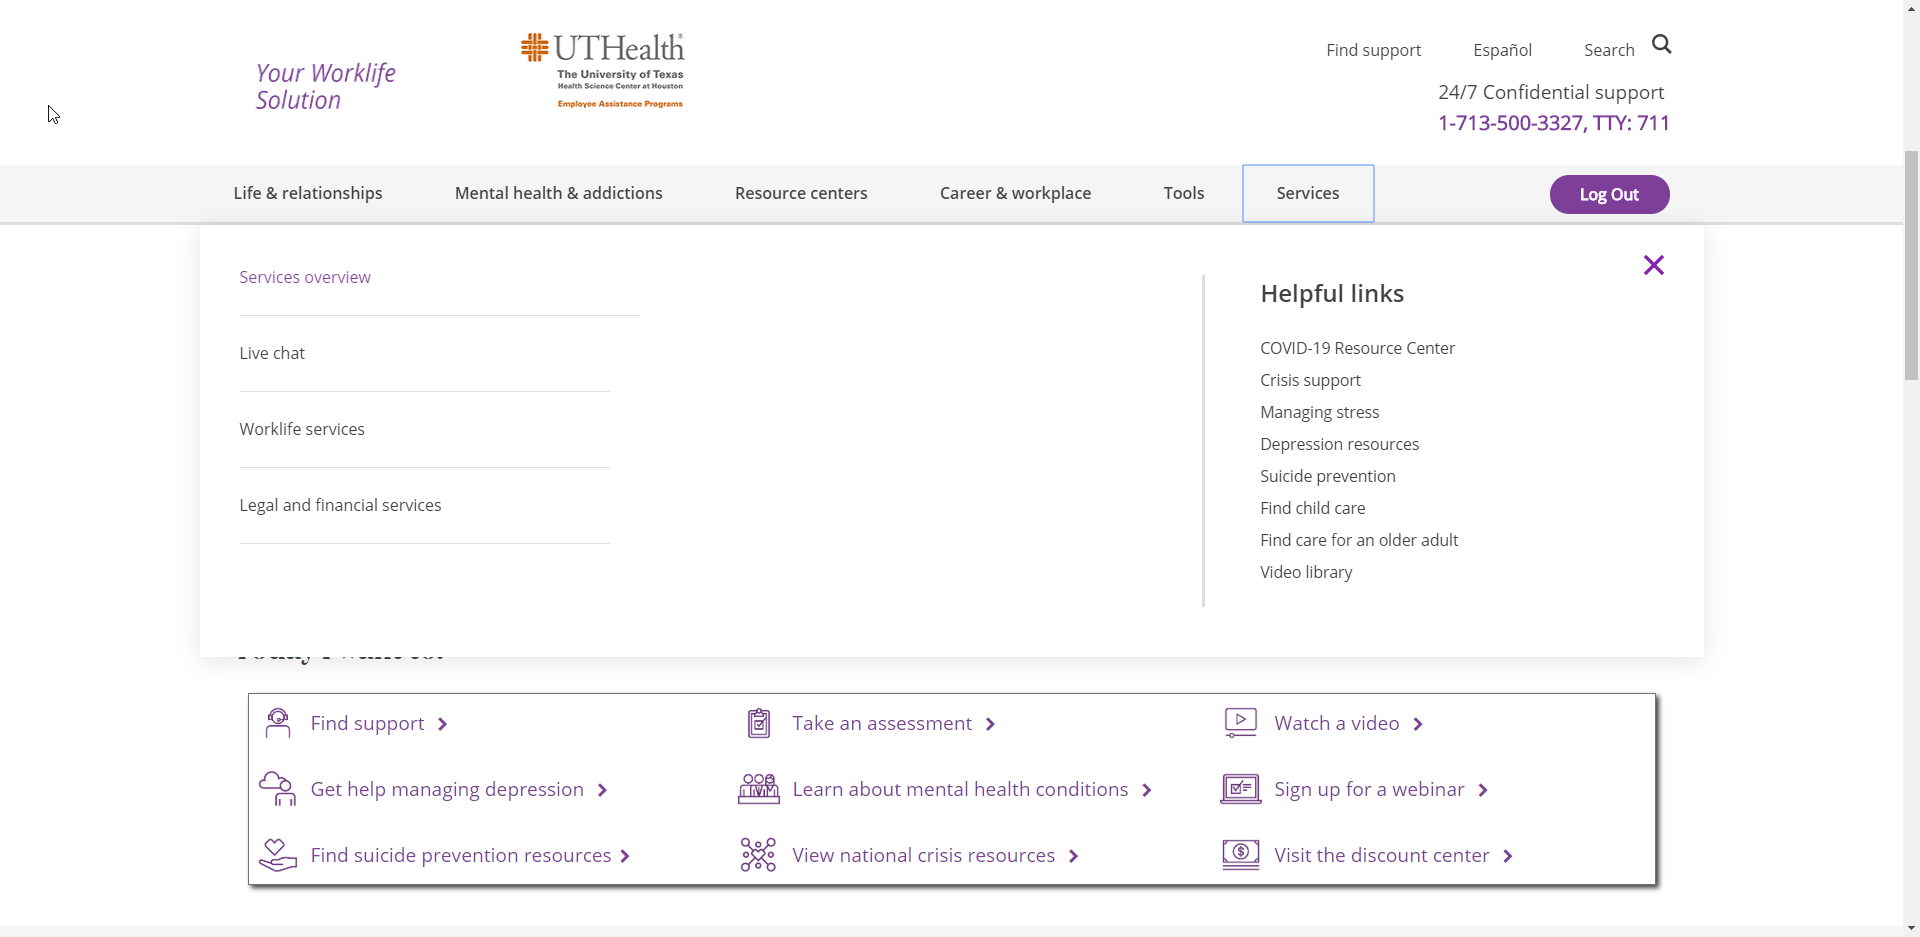 Your Worklife
Solution
UTHealth®
The University of Texas
Health Science Center at Houston
Employee Assistance Programs
Find support
Español
Search
24/7 Confidential support
1-713-500-3327, TTY: 711
Life & relationships
Mental health & addictions
Resource centers
Career & workplace
Tools
Services
Log Out
Services overview
Live chat
Worklife services
Legal and financial services
Helpful links
COVID-19 Resource Center
Crisis support
Managing stress
Depression resources
Suicide prevention
Find child care
Find care for an older adult
Video library
Find support
Take an assessment
Watch a video
Get help managing depression
Learn about mental health conditions
Sign up for a webinar
Find suicide prevention resources
View national crisis resources
Visit the discount center